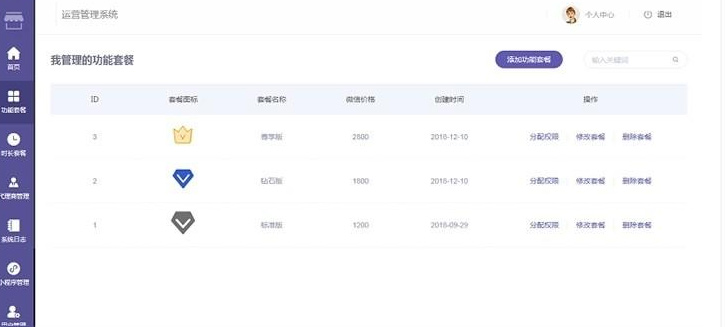 运营管理系统
个人中心
退出
首页
功能套餐
时长套餐
代理商管理
系统日志
小程序管理
我管理的功能套餐
添加功能套餐
输入关键词
ID 套餐图标 套餐名称 微信价格 创建时间 操作
3 尊享版 2800 2018-12-10 分配权限 修改套餐 删除套餐
2 钻石版 1800 2018-12-10 分配权限 修改套餐 删除套餐
1 标准版 1200 2018-09-29 分配权限 修改套餐 删除套餐